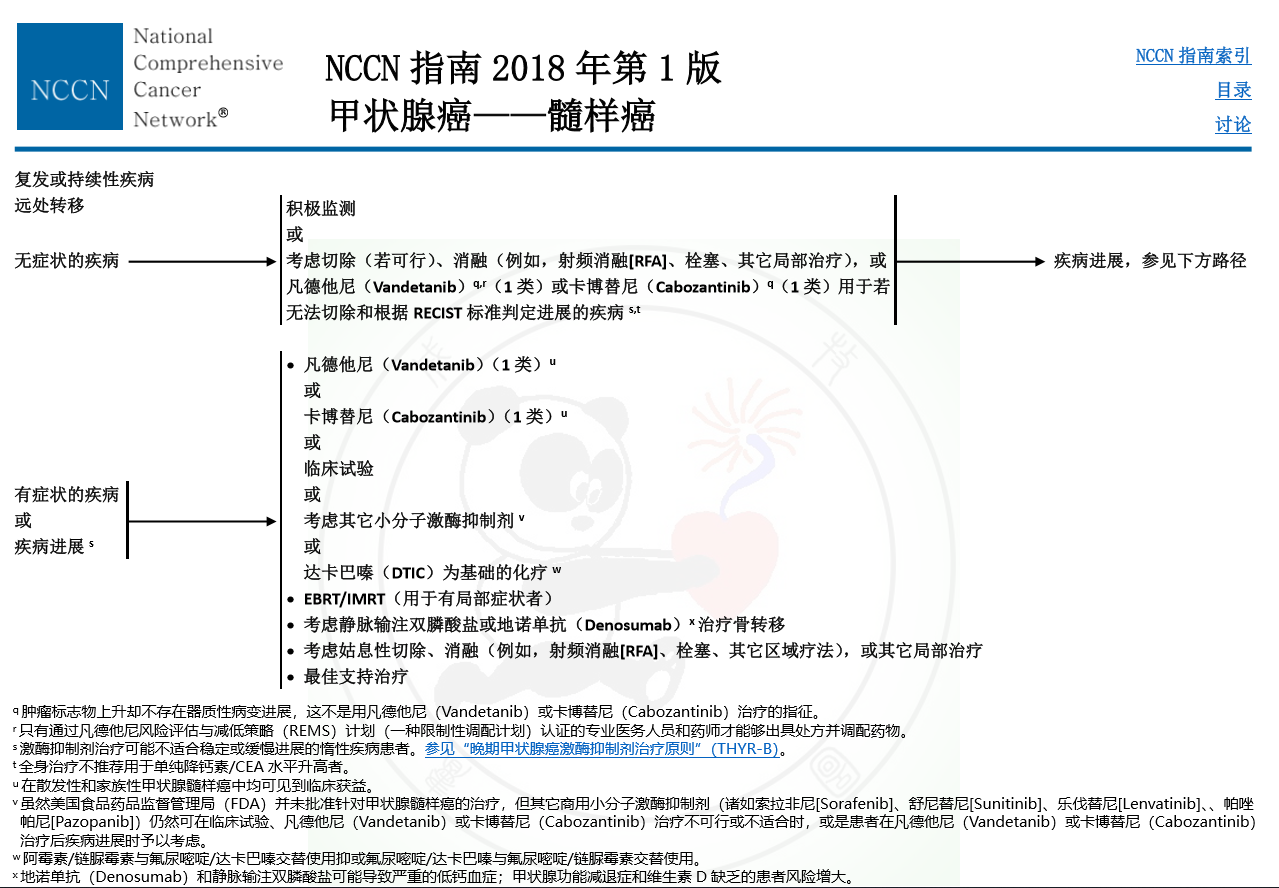 National
Comprehensive
Cancer
Network®
NCCN
NCCN 指南 2018 年第 1 版
甲状腺癌——髓样癌
NCCN 指南索引
目录
讨论
复发或持续性疾病
远处转移
无症状的疾病
积极监测
或
考虑切除（若可行）、消融（例如，射频消融[RFA]、栓塞、其它局部治疗），或
凡德他尼（Vandetanib）q,r（1 类）或卡博替尼（Cabozantinib）q（1 类）用于若
无法切除和根据 RECIST 标准判定进展的疾病 s,t
疾病进展，参见下方路径
有症状的疾病
或
疾病进展 s
• 凡德他尼（Vandetanib）（1 类）u
或
卡博替尼（Cabozantinib）（1 类）u
或
临床试验
或
考虑其它小分子激酶抑制剂 v
或
达卡巴嗪（DTIC）为基础的化疗 w
• EBRT/IMRT（用于有局部症状者）
• 考虑静脉输注双膦酸盐或地诺单抗（Denosumab）x 治疗骨转移
• 考虑姑息性切除、消融（例如，射频消融[RFA]、栓塞、其它区域疗法），或其它局部治疗
• 最佳支持治疗
q 肿瘤标志物上升却不存在器质性病变进展，这不是用凡德他尼（Vandetanib）或卡博替尼（Cabozantinib）治疗的指征。
r 只有通过凡德他尼风险评估与减低策略（REMS）计划（一种限制性调配计划）认证的专业医务人员和药师才能够出具处方并调配药物。
s 激酶抑制剂治疗可能不适合稳定或缓慢进展的惰性疾病患者。参见“晚期甲状腺癌激酶抑制剂治疗原则”(THYR-B)。
t 全身治疗不推荐用于单纯降钙素/CEA 水平升高者。
u 在散发性和家族性甲状腺髓样癌中均可见到临床获益。
v 虽然美国食品药品监督管理局（FDA）并未批准针对甲状腺髓样癌的治疗，但其它商用小分子激酶抑制剂（诸如索拉非尼[Sorafenib]、舒尼替尼[Sunitinib]、乐伐替尼[Lenvatinib]、、帕唑
帕尼[Pazopanib]）仍然可在临床试验、凡德他尼（Vandetanib）或卡博替尼（Cabozantinib）治疗不可行或不适合时，或是患者在凡德他尼（Vandetanib）或卡博替尼（Cabozantinib）
治疗后疾病进展时予以考虑。
w 阿霉素/链脲霉素与氟尿嘧啶/达卡巴嗪交替使用抑或氟尿嘧啶/达卡巴嗪与氟尿嘧啶/链脲霉素交替使用。
x 地诺单抗（Denosumab）和静脉输注双膦酸盐可能导致严重的低钙血症；甲状腺功能减退症和维生素 D 缺乏的患者风险增大。